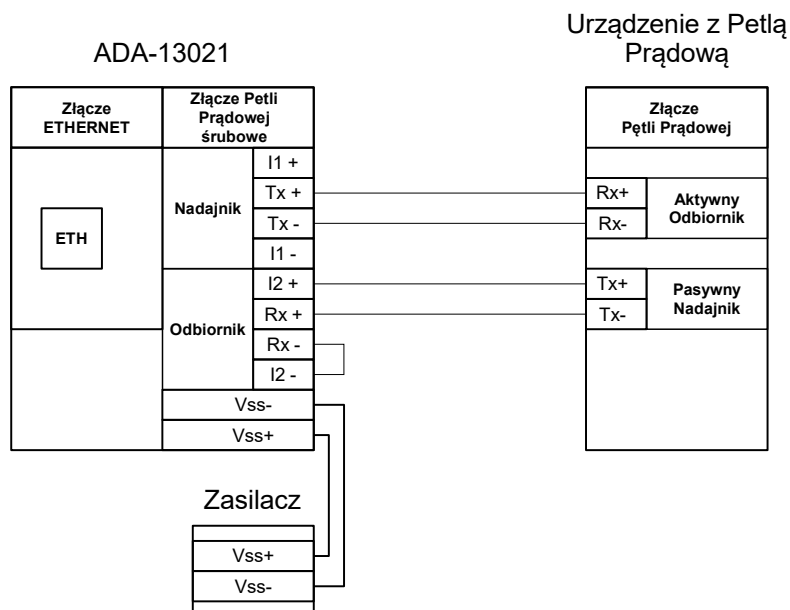 Urządzenie z Petlą
Prądową
ADA-13021
Złącze
ETHERNET
Złącze Petli
Prądowej
śrubowe
Złącze
Pętli Prądowej
I1 +
Tx +
Tx -
I1 -
Nadajnik
ETH
I2 +
Rx +
Rx -
I2 -
Odbiornik
Vss-
Vss+
Rx+
Rx-
Aktywny
Odbiornik
Tx+
Tx-
Pasywny
Nadajnik
Zasilacz
Vss+
Vss-